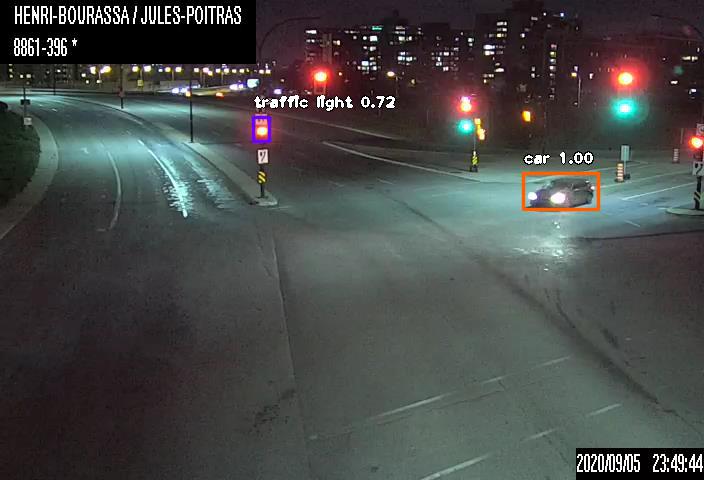 HENRI-BOURASSA / JULES-POITRAS
8861-396 *
traffic light 0.72
car 1.00
2020/09/05 23:49:44